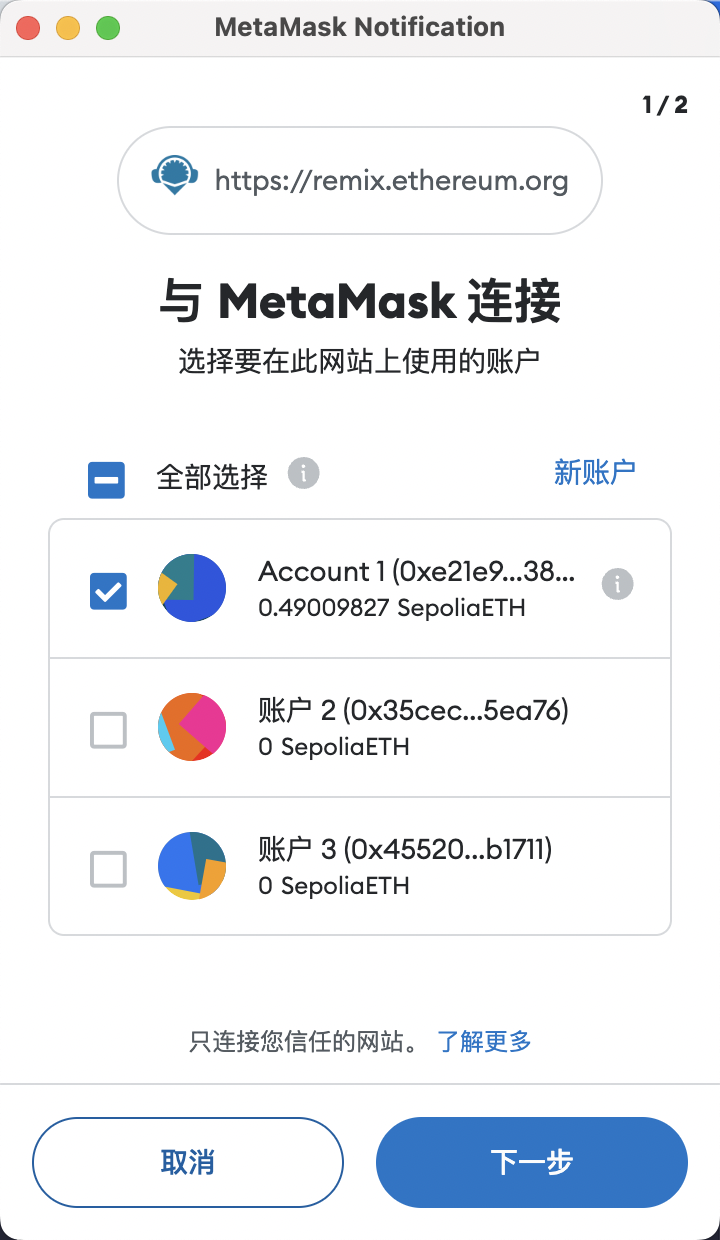 MetaMask Notification
1 / 2
https://remix.ethereum.org
与 MetaMask 连接
选择要在此网站上使用的账户
全部选择
新账户
Account 1 (0xe21e9...38...
0.49009827 SepoliaETH
账户 2 (0x35cec...5ea76)
0 SepoliaETH
账户 3 (0x45520...b1711)
0 SepoliaETH
只连接您信任的网站。 了解更多
取消
下一步